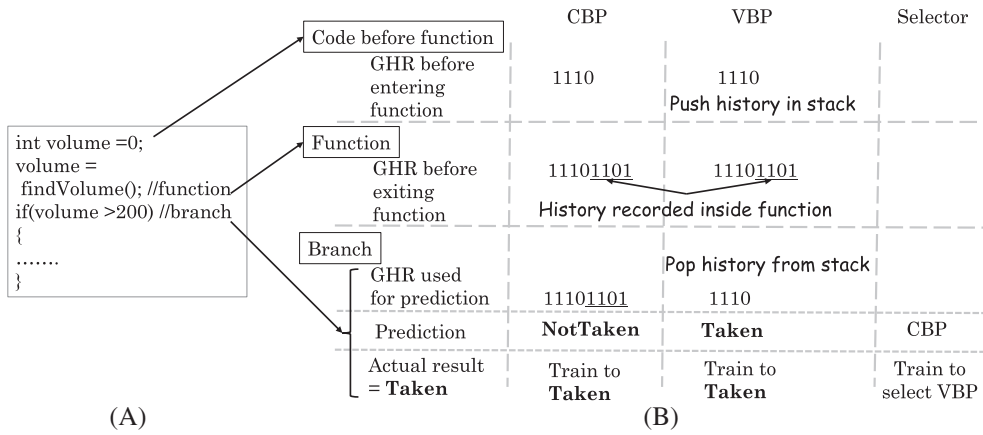 CBP VBP Selector
Code before function
GHR before
entering
function
1110 1110
Push history in stack
int volume =0;
volume =
findVolume(); //function
if(volume >200) //branch
{
.......
}
Function
GHR before
exiting
function
11101101 11101101
History recorded inside function
Branch
Pop history from stack
GHR used
for prediction
11101101 1110
Prediction NotTaken Taken CBP
Actual result
= Taken
Train to
Taken
Train to
Taken
Train to
select VBP
(A) (B)